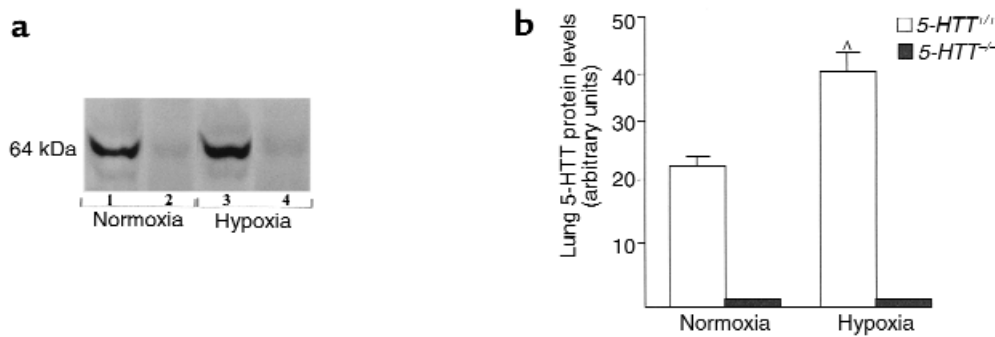 a
64 kDa
1 2 3 4
Normoxia Hypoxia
b
Lung 5-HTT protein levels
(arbitrary units)
50
40
30
20
10
^
5-HTT+/+
5-HTT-/-
Normoxia Hypoxia